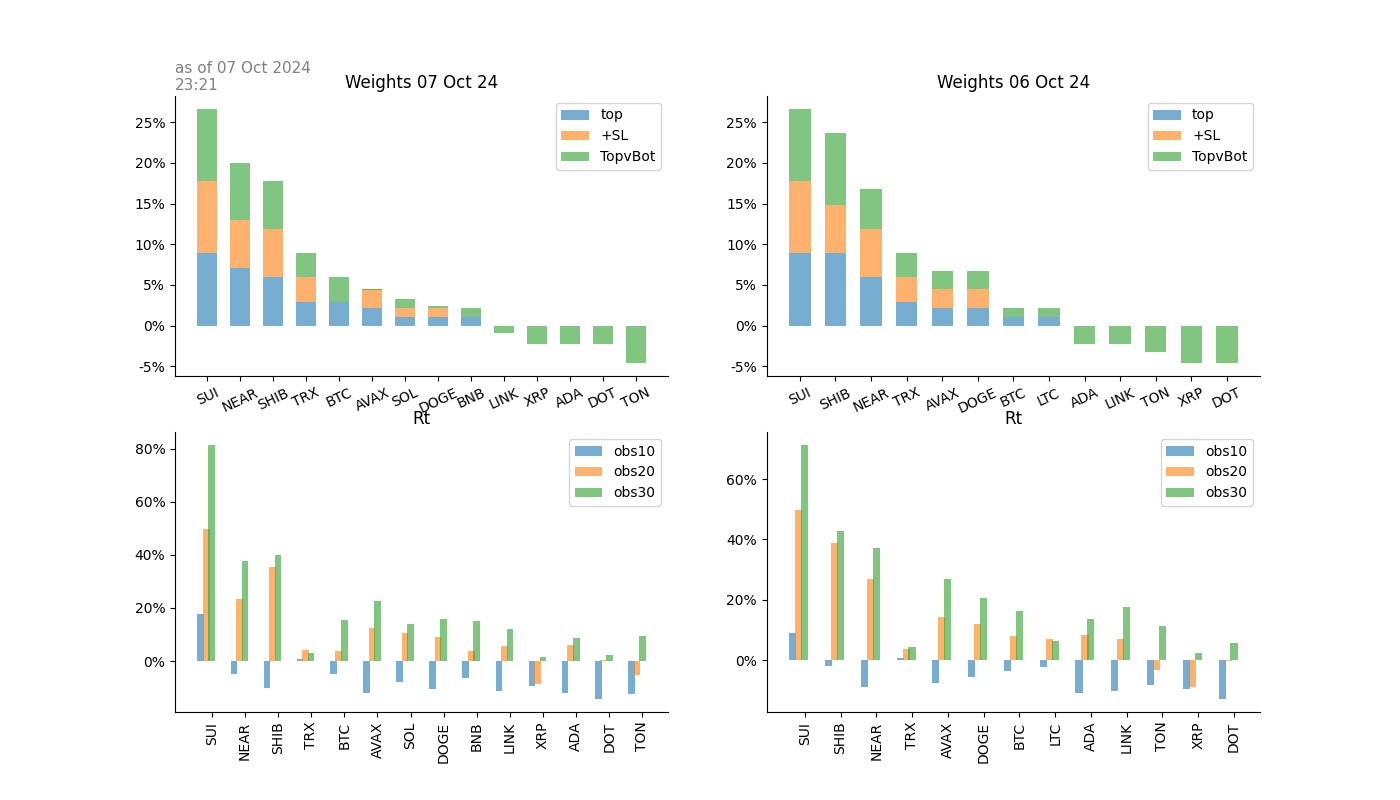 as of 07 Oct 2024
23:21
Weights 07 Oct 24
25%
20%
15%
10%
5%
0%
-5%
top
+SL
TopvBot
SUI NEAR SHIB TRX BTC AVAX SOL DOGE BNB LINK XRP ADA DOT TON
Weights 06 Oct 24
25%
20%
15%
10%
5%
0%
-5%
top
+SL
TopvBot
SUI SHIB NEAR TRX AVAX DOGE BTC LTC ADA LINK TON XRP DOT
Rt
80%
60%
40%
20%
0%
obs10
obs20
obs30
SUI NEAR SHIB TRX BTC AVAX SOL DOGE BNB LINK XRP ADA DOT TON
Rt
60%
40%
20%
0%
obs10
obs20
obs30
SUI SHIB NEAR TRX AVAX DOGE BTC LTC ADA LINK TON XRP DOT